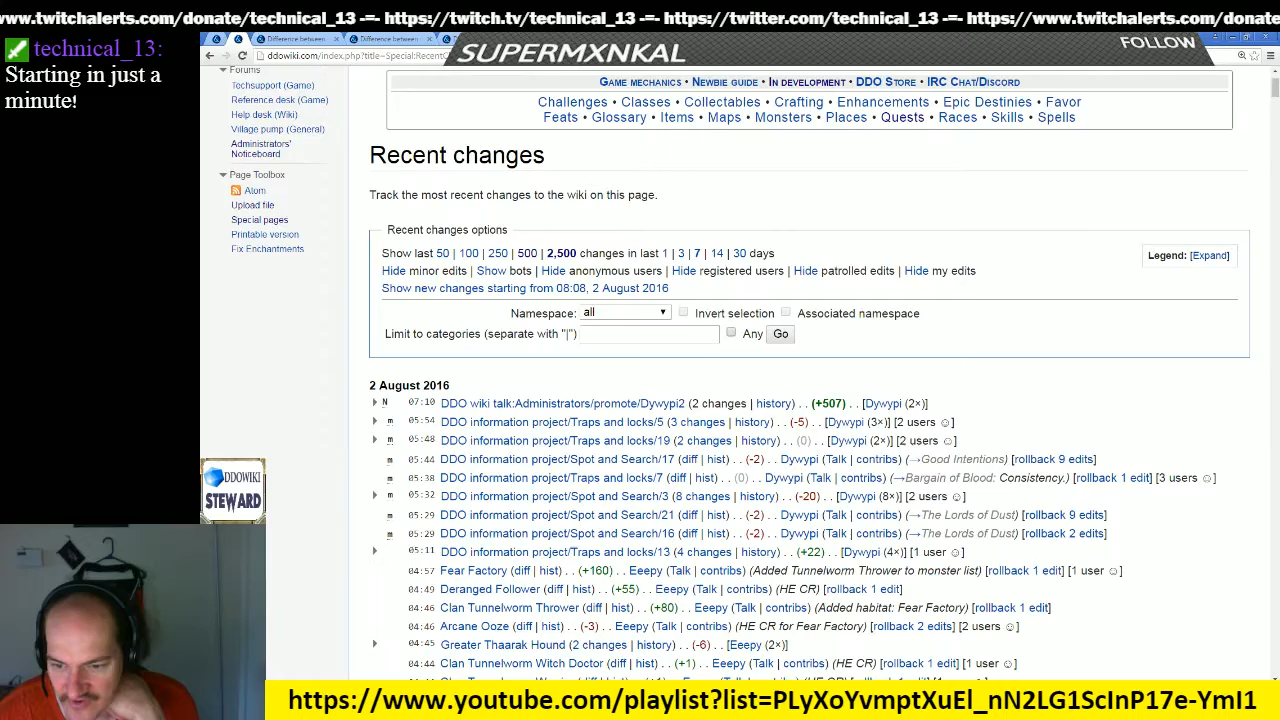 www.twitchalerts.com/donate/technical_13 -=- https://twitch.tv/technical_13 -=- https://twitter.com/technical_13 -=- https://www.twitchalerts.com/donate
technical_13:
Starting in just a
minute!
Difference between
Difference between
SUPERMXNKAL
FOLLOW
ddowiki.com/index.php?title=Special:RecentC
Forums
Techsupport (Game)
Reference desk (Game)
Help desk (Wiki)
Village pump (General)
Administrators'
Noticeboard
Page Toolbox
Atom
Upload file
Special pages
Printable version
Fix Enchantments
DDOWIKI
STEWARD
Game mechanics • Newbie guide • In development • DDO Store • IRC Chat/Discord
Challenges • Classes • Collectables • Crafting • Enhancements • Epic Destinies • Favor
Feats • Glossary • Items • Maps • Monsters • Places • Quests • Races • Skills • Spells
Recent changes
Track the most recent changes to the wiki on this page.
Recent changes options
Show last 50 | 100 | 250 | 500 | 2,500 changes in last 1 | 3 | 7 | 14 | 30 days
Legend: [Expand]
Hide minor edits | Show bots | Hide anonymous users | Hide registered users | Hide patrolled edits | Hide my edits
Show new changes starting from 08:08, 2 August 2016
Namespace: all Invert selection Associated namespace
Limit to categories (separate with "|") Any Go
2 August 2016
N 07:10 DDO wiki talk:Administrators/promote/Dywypi2 (2 changes | history) . . (+507) . . [Dywypi (2×)]
m 05:54 DDO information project/Traps and locks/5 (3 changes | history) . . (-5) . . [Dywypi (3×)] [2 users ☺]
m 05:48 DDO information project/Traps and locks/19 (2 changes | history) . . (0) . . [Dywypi (2×)] [2 users ☺]
m 05:44 DDO information project/Spot and Search/17 (diff | hist) . . (-2) . . Dywypi (Talk | contribs) (→Good Intentions) [rollback 9 edits]
m 05:38 DDO information project/Traps and locks/7 (diff | hist) . . (0) . . Dywypi (Talk | contribs) (→Bargain of Blood: Consistency.) [rollback 1 edit] [3 users ☺]
m 05:32 DDO information project/Spot and Search/3 (8 changes | history) . . (-20) . . [Dywypi (8×)] [2 users ☺]
m 05:29 DDO information project/Spot and Search/21 (diff | hist) . . (-2) . . Dywypi (Talk | contribs) (→The Lords of Dust) [rollback 9 edits]
m 05:29 DDO information project/Spot and Search/16 (diff | hist) . . (-2) . . Dywypi (Talk | contribs) (→The Lords of Dust) [rollback 2 edits]
05:11 DDO information project/Traps and locks/13 (4 changes | history) . . (+22) . . [Dywypi (4×)] [1 user ☺]
04:57 Fear Factory (diff | hist) . . (+160) . . Eeepy (Talk | contribs) (Added Tunnelworm Thrower to monster list) [rollback 1 edit] [1 user ☺]
04:49 Deranged Follower (diff | hist) . . (+55) . . Eeepy (Talk | contribs) (HE CR) [rollback 1 edit]
04:46 Clan Tunnelworm Thrower (diff | hist) . . (+80) . . Eeepy (Talk | contribs) (Added habitat: Fear Factory) [rollback 1 edit]
04:46 Arcane Ooze (diff | hist) . . (-3) . . Eeepy (Talk | contribs) (HE CR for Fear Factory) [rollback 2 edits] [2 users ☺]
04:45 Greater Thaarak Hound (2 changes | history) . . (-6) . . [Eeepy (2×)]
04:44 Clan Tunnelworm Witch Doctor (diff | hist) . . (+1) . . Eeepy (Talk | contribs) (HE CR) [rollback 1 edit] [1 user ☺]
https://www.youtube.com/playlist?list=PLyXoYvmptXuEl_nN2LG1ScInP17e-YmI1